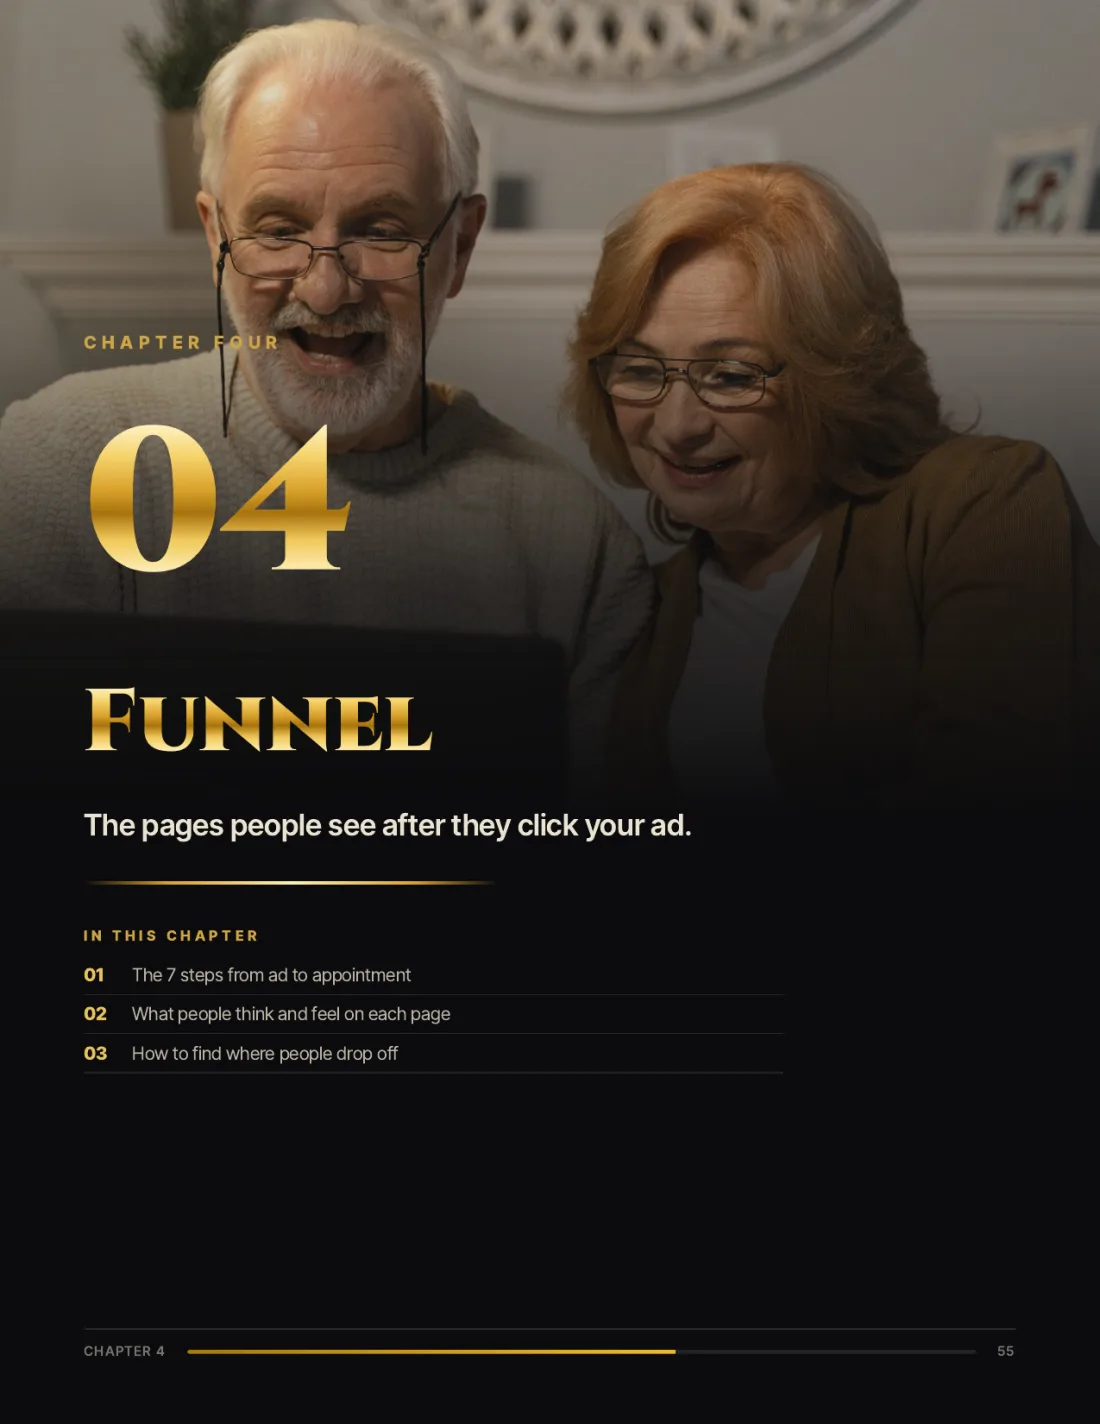 CHAPTER FOUR
04
FUNNEL
The pages people see after they click your ad.
IN THIS CHAPTER
01 The 7 steps from ad to appointment
02 What people think and feel on each page
03 How to find where people drop off
CHAPTER 4 55